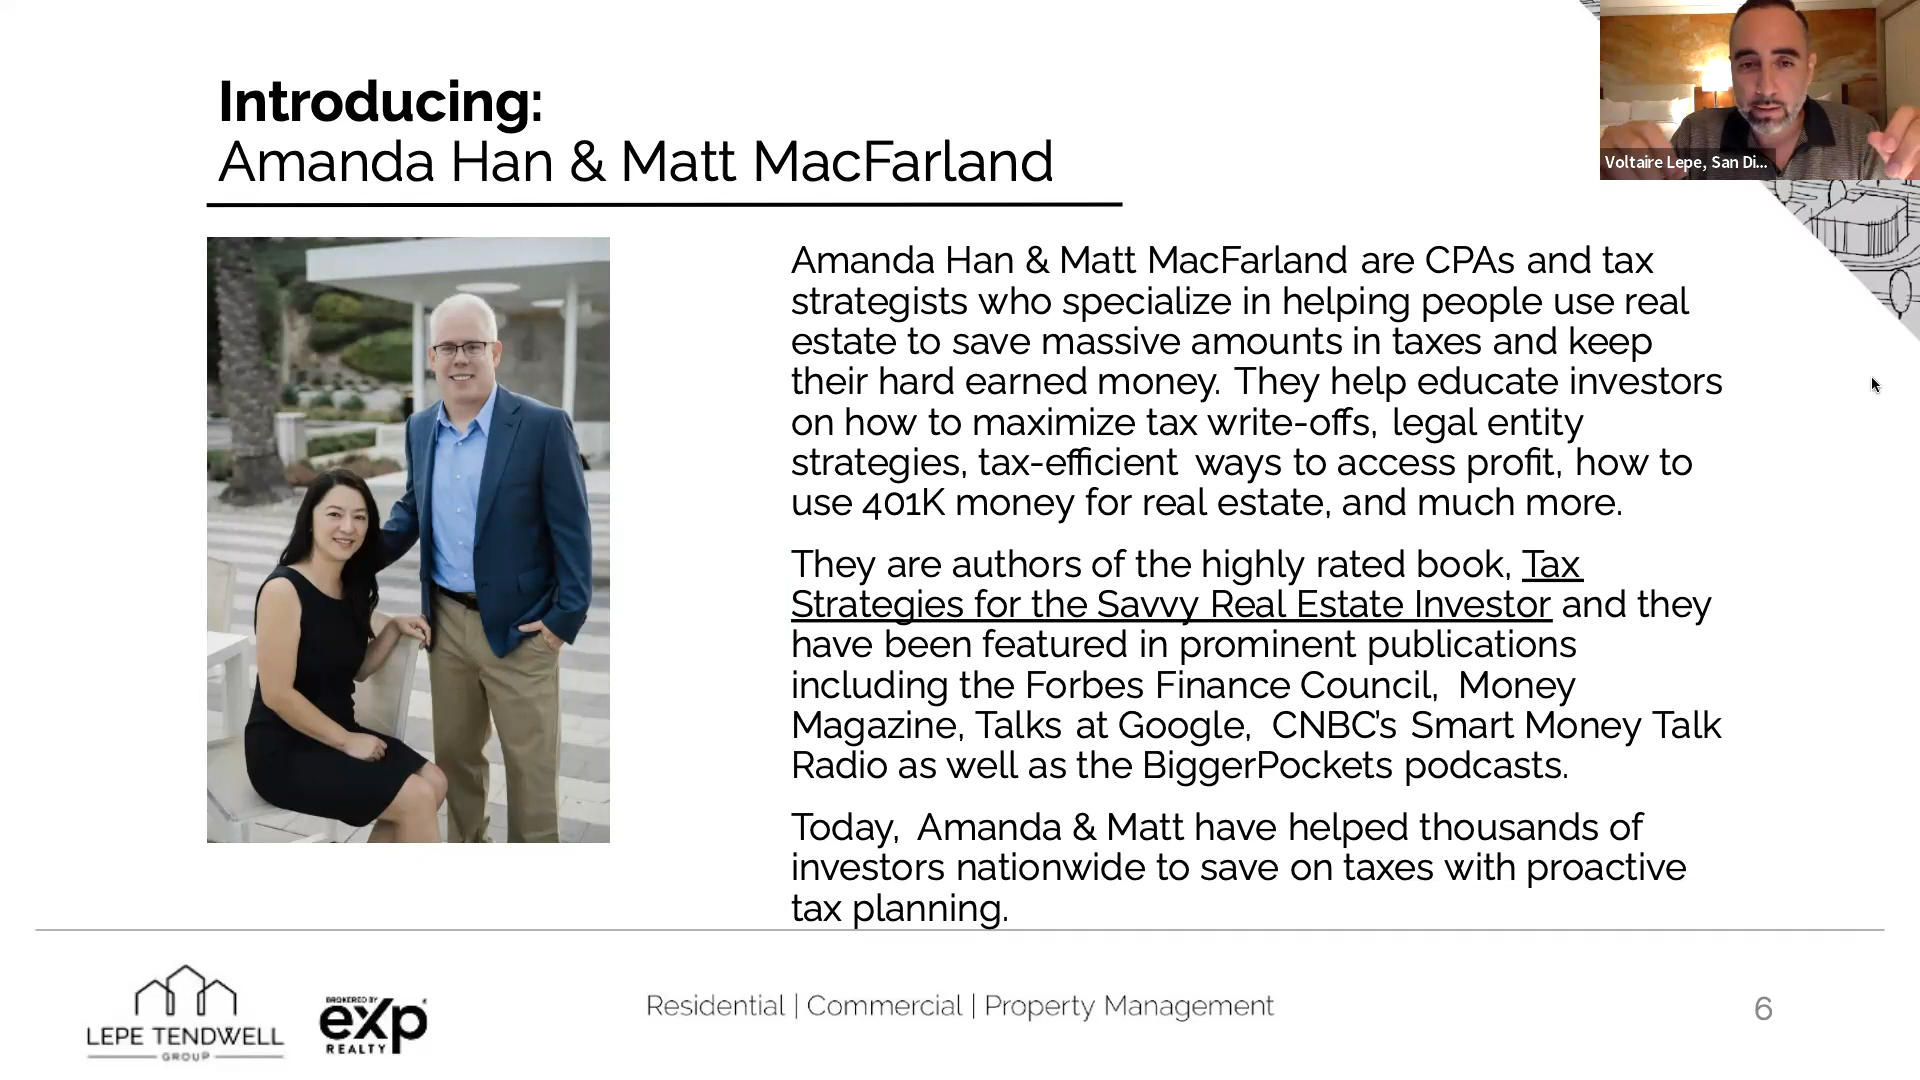 Introducing:
Amanda Han & Matt MacFarland
Voltaire Lepe, San Di...
Amanda Han & Matt MacFarland are CPAs and tax
strategists who specialize in helping people use real
estate to save massive amounts in taxes and keep
their hard earned money. They help educate investors
on how to maximize tax write-offs, legal entity
strategies, tax-efficient ways to access profit, how to
use 401K money for real estate, and much more.
They are authors of the highly rated book, Tax
Strategies for the Savvy Real Estate Investor and they
have been featured in prominent publications
including the Forbes Finance Council, Money
Magazine, Talks at Google, CNBC’s Smart Money Talk
Radio as well as the BiggerPockets podcasts.
Today, Amanda & Matt have helped thousands of
investors nationwide to save on taxes with proactive
tax planning.
LEPE TENDWELL
GROUP
BROKERED BY
exp
REALTY
Residential | Commercial | Property Management
6